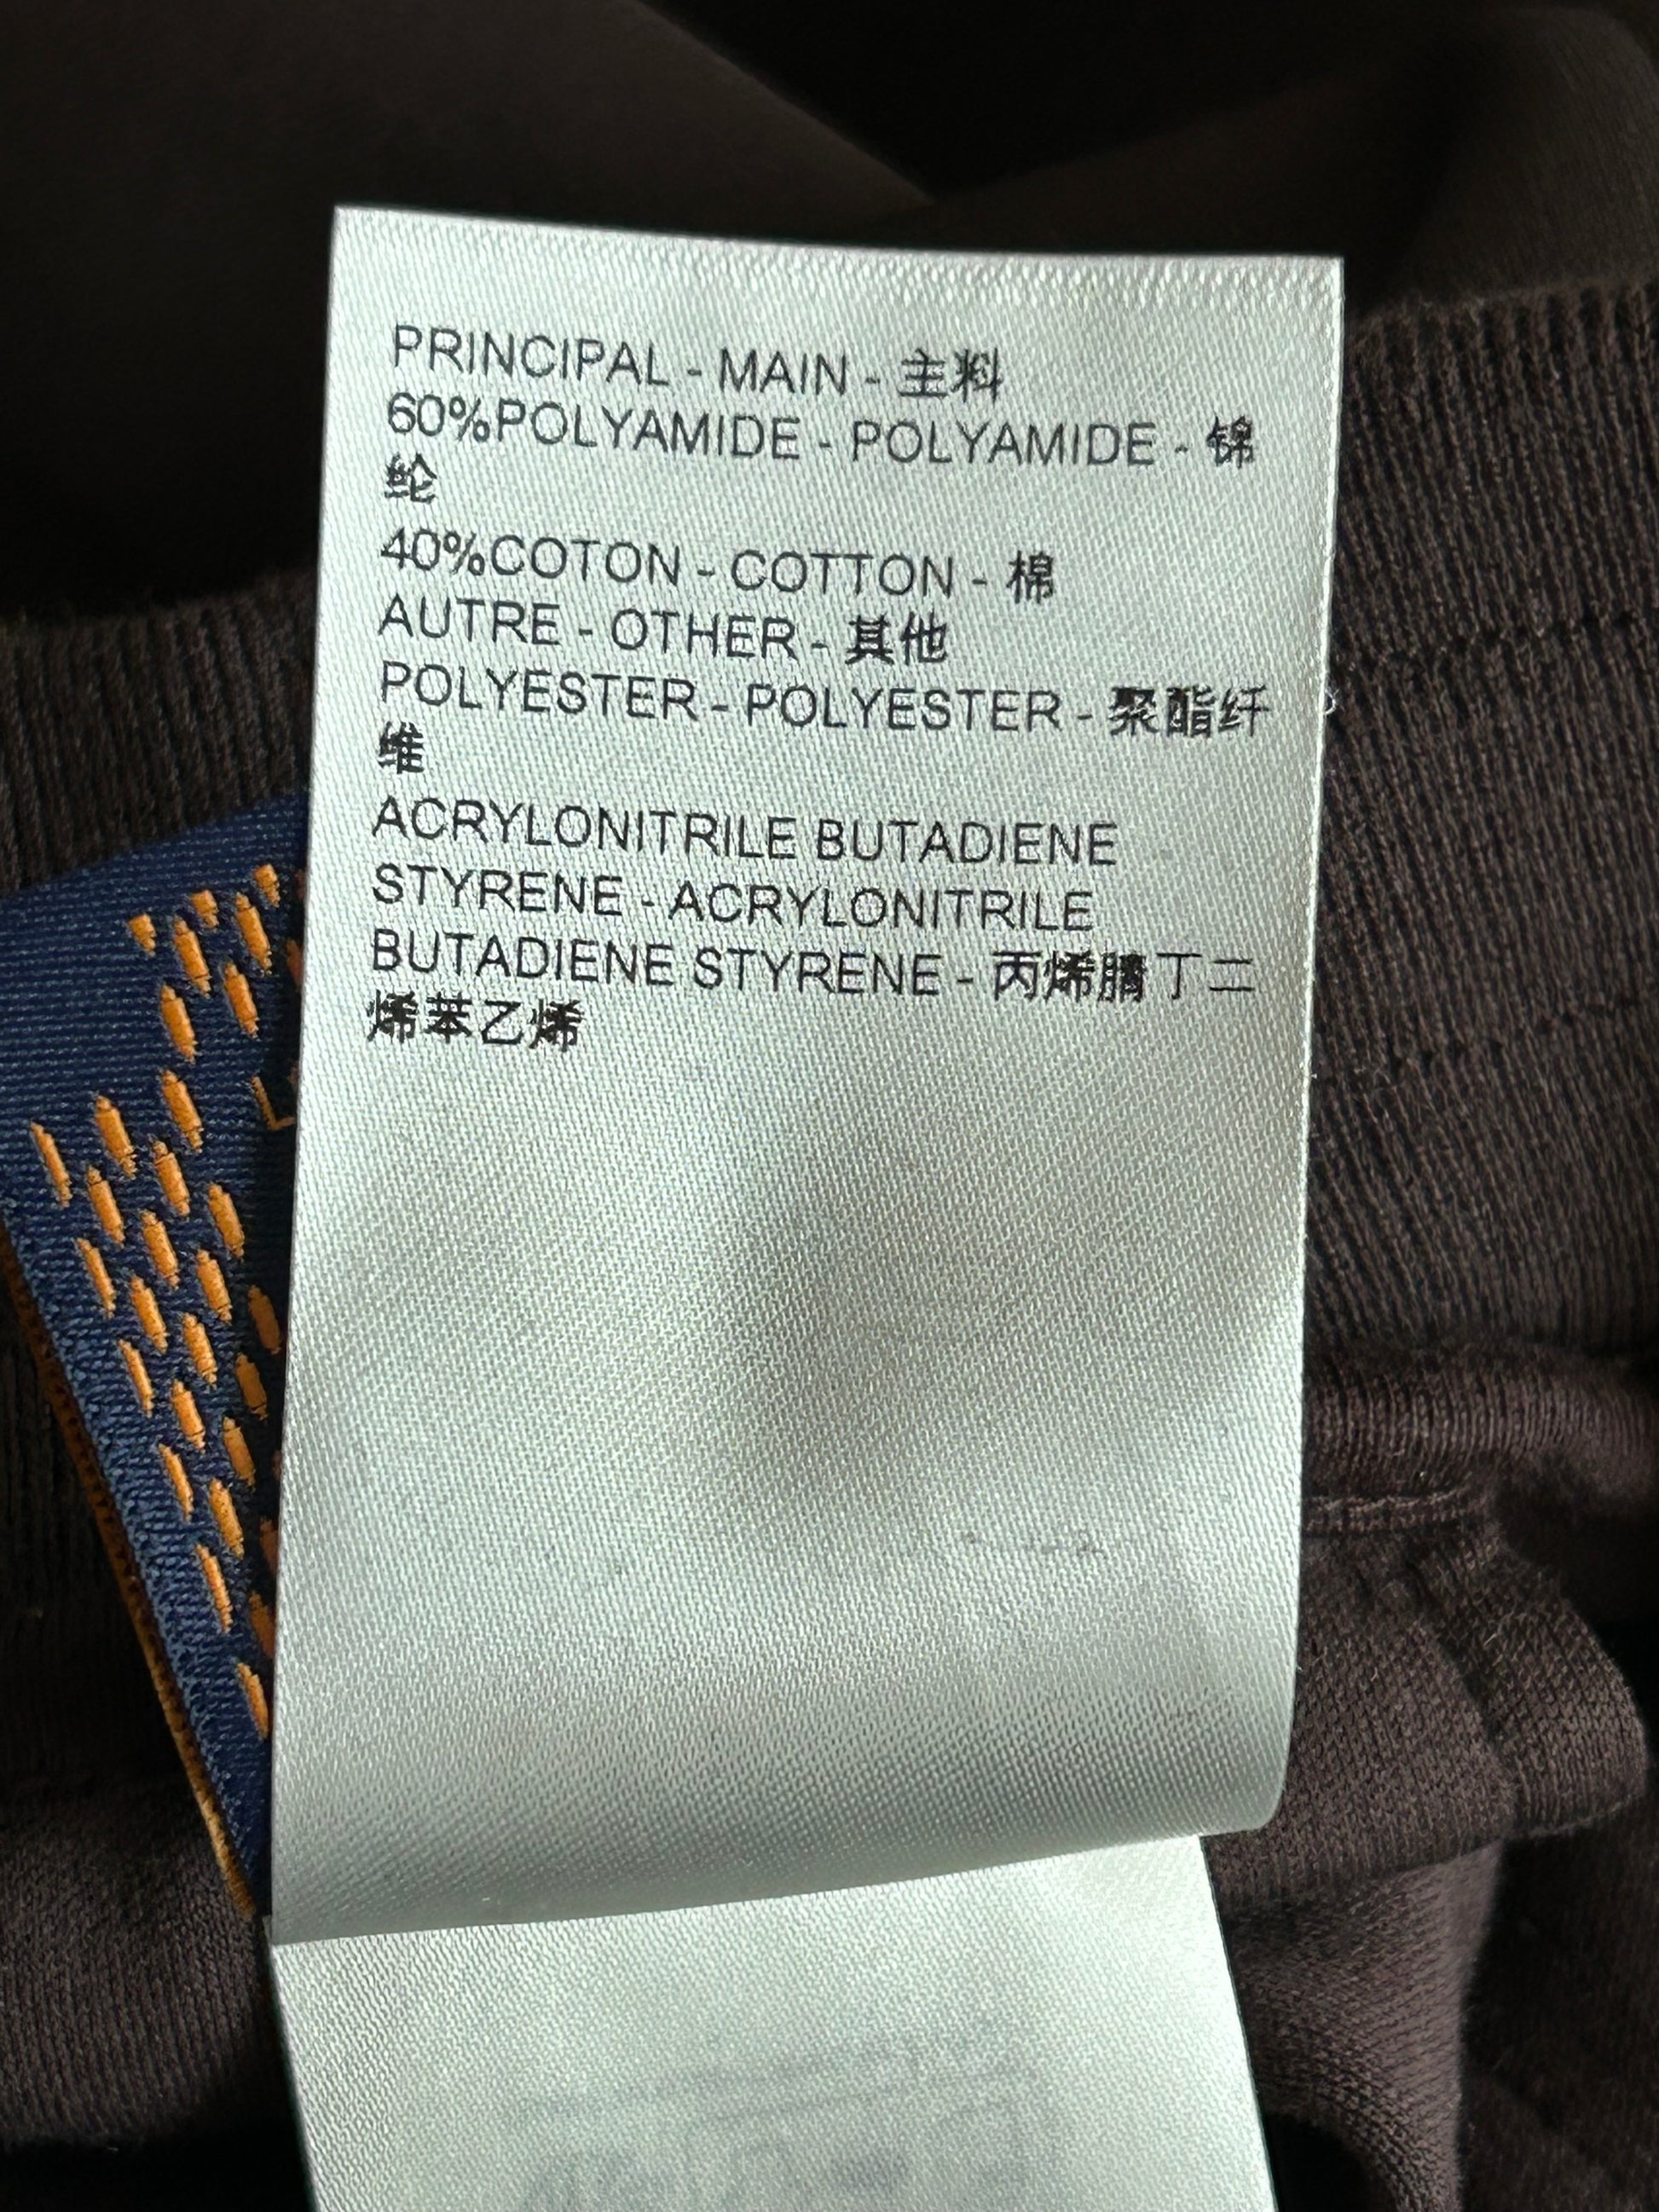 PRINCIPAL - MAIN - 主料
60%POLYAMIDE - POLYAMIDE - 锦
纶
40%COTON - COTTON - 棉
AUTRE - OTHER - 其他
POLYESTER - POLYESTER - 聚酯纤
维
ACRYLONITRILE BUTADIENE
STYRENE - ACRYLONITRILE
BUTADIENE STYRENE - 丙烯腈丁二
烯苯乙烯